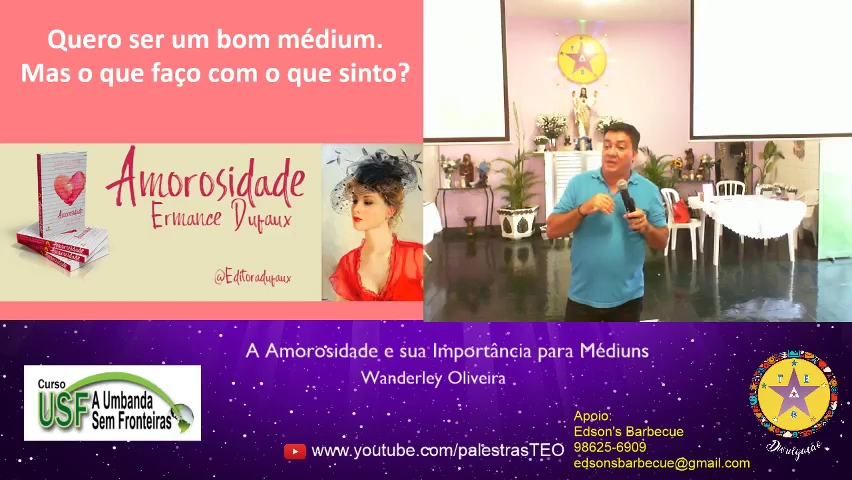 Quero ser um bom médium.
Mas o que faço com o que sinto?
Amorosidade
Ermance Dufaux
Amorosidade
Amorosidade
@Editoradufaux
A Amorosidade e sua Importância para Médiuns
Wanderley Oliveira
Curso
USF A Umbanda
Sem Fronteiras
www.youtube.com/palestrasTEO
Apoio:
Edson's Barbecue
98625-6909
edsonsbarbecue@gmail.com
T E A B
Divulgação